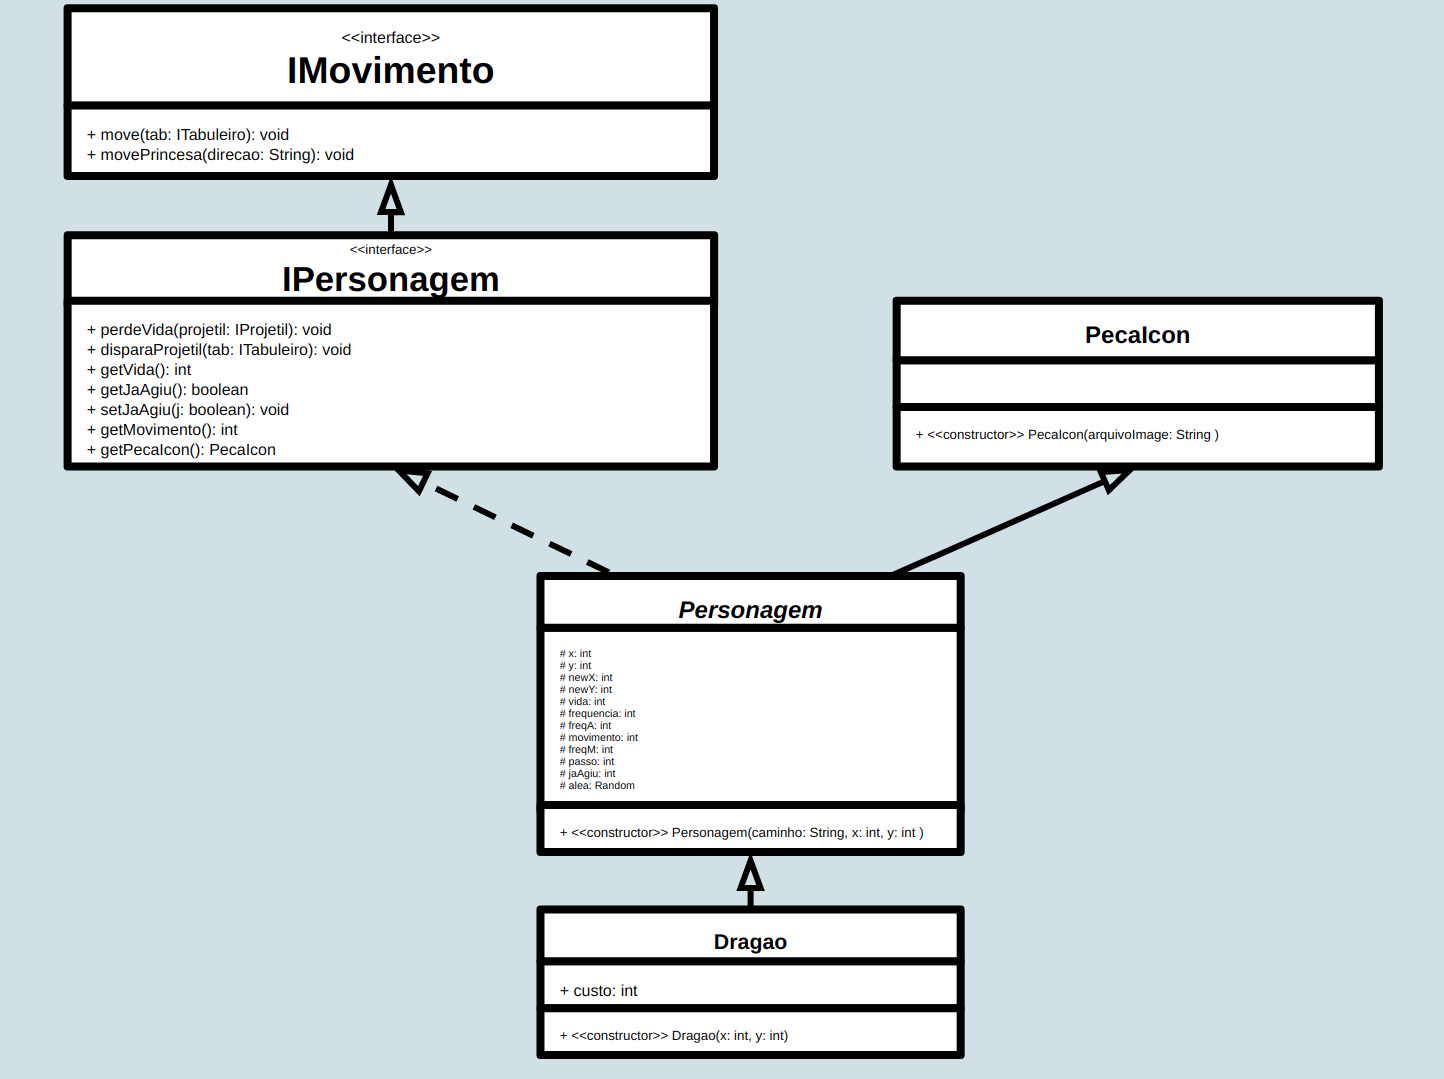 <<interface>>
IMovimento
+ move(tab: ITabuleiro): void
+ movePrincesa(direcao: String): void
<<interface>>
IPersonagem
+ perdeVida(projetil: IProjetil): void
+ disparaProjetil(tab: ITabuleiro): void
+ getVida(): int
+ getJaAgiu(): boolean
+ setJaAgiu(j: boolean): void
+ getMovimento(): int
+ getPecaIcon(): PecaIcon
PecaIcon
+ <<constructor>> PecaIcon(arquivoImage: String )
Personagem
# x: int
# y: int
# newX: int
# newY: int
# vida: int
# frequencia: int
# freqA: int
# movimento: int
# freqM: int
# passo: int
# jaAgiu: int
# alea: Random
+ <<constructor>> Personagem(caminho: String, x: int, y: int )
Dragao
+ custo: int
+ <<constructor>> Dragao(x: int, y: int)